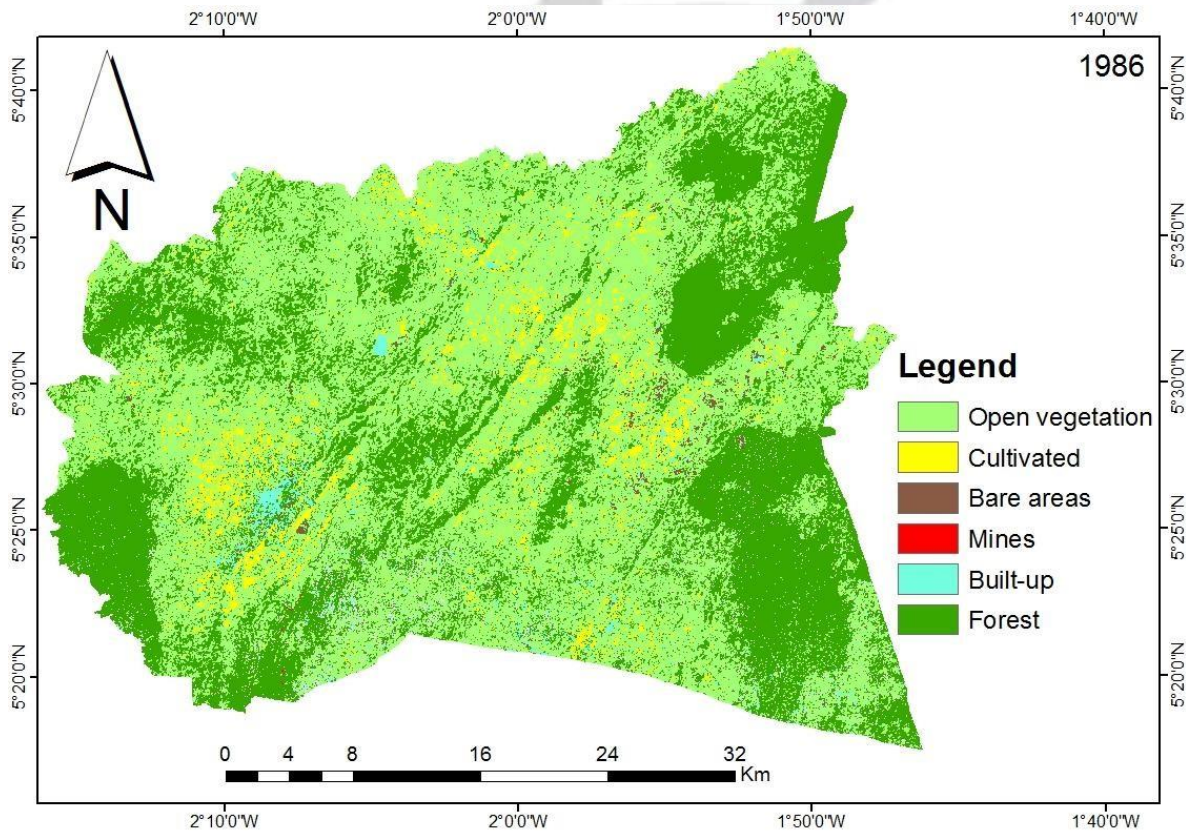 2°10'0"W 2°0'0"W 1°50'0"W 1°40'0"W
1986
5°40'0"N 5°40'0"N
N
5°35'0"N 5°35'0"N
5°30'0"N 5°30'0"N
Legend
Open vegetation
Cultivated
Bare areas
Mines
Built-up
Forest
5°25'0"N 5°25'0"N
5°20'0"N 5°20'0"N
0 4 8 16 24 32
Km
2°10'0"W 2°0'0"W 1°50'0"W 1°40'0"W